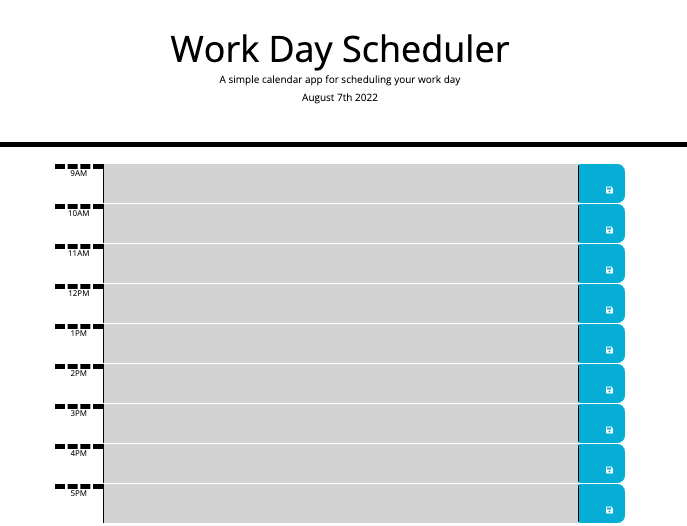 Work Day Scheduler
A simple calendar app for scheduling your work day
August 7th 2022
9AM
10AM
11AM
12PM
1PM
2PM
3PM
4PM
5PM